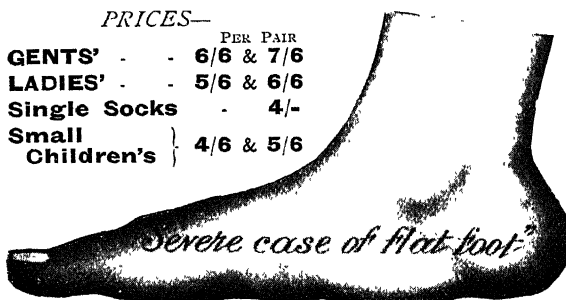 PRICES—
PER PAIR
GENTS' - - 6/6 & 7/6
LADIES' - - 5/6 & 6/6
Single Socks - 4/-
Small
Children's } 4/6 & 5/6
"Severe case of flat foot"